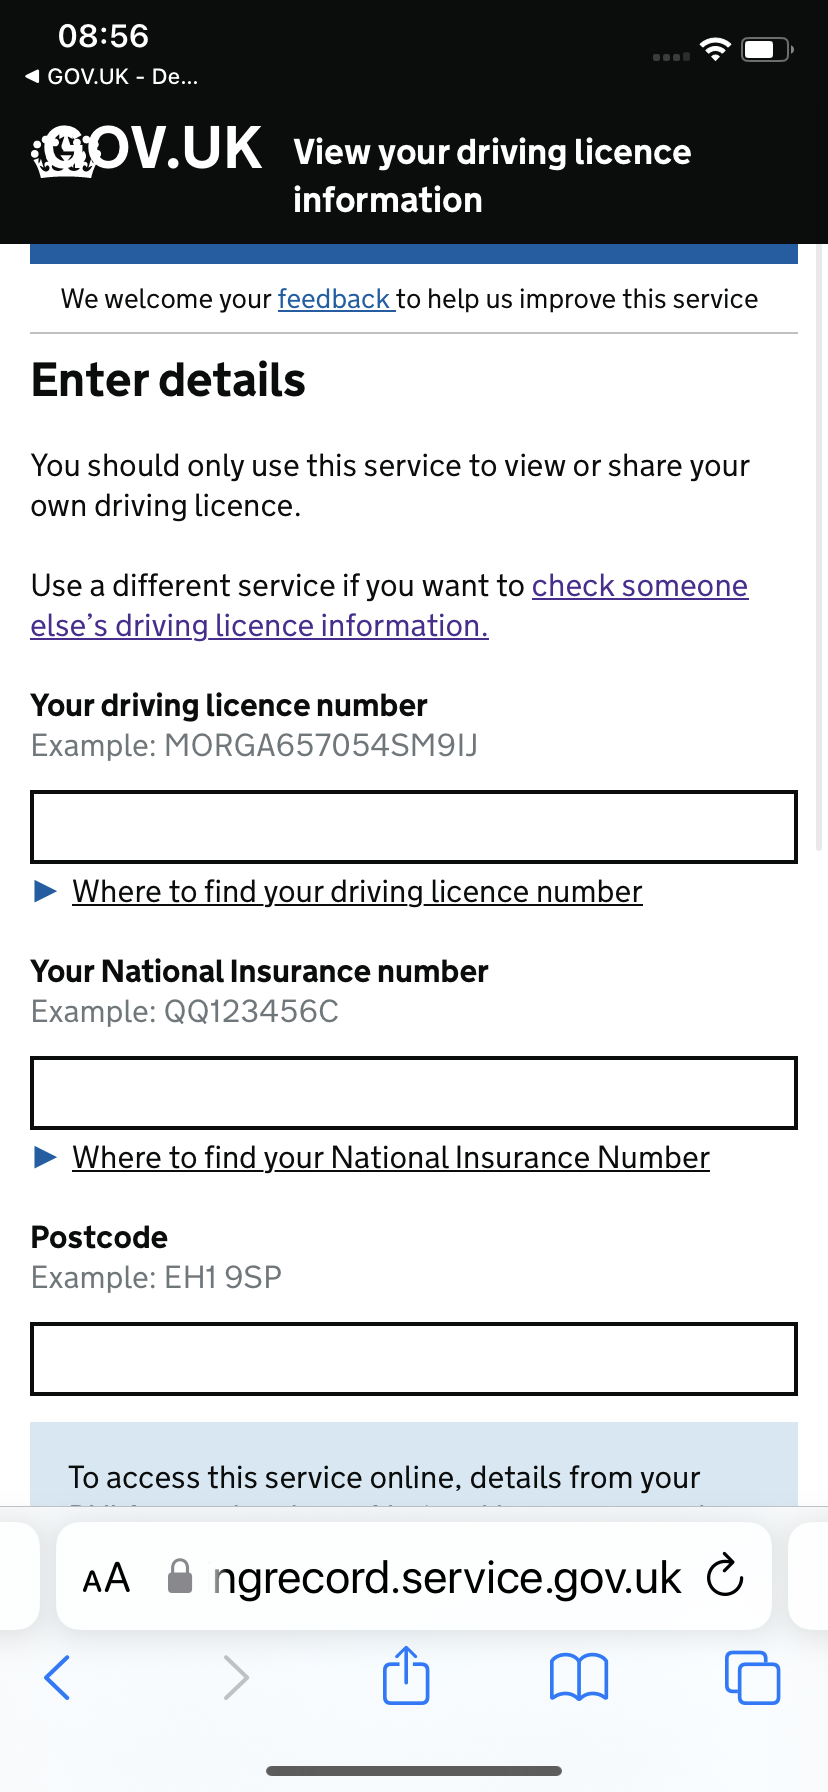 08:56
◀ GOV.UK - De...
GOV.UK
View your driving licence
information
We welcome your feedback to help us improve this service
Enter details
You should only use this service to view or share your
own driving licence.
Use a different service if you want to check someone
else’s driving licence information.
Your driving licence number
Example: MORGA657054SM9IJ
▶ Where to find your driving licence number
Your National Insurance number
Example: QQ123456C
▶ Where to find your National Insurance Number
Postcode
Example: EH1 9SP
To access this service online, details from your
AA ngrecord.service.gov.uk